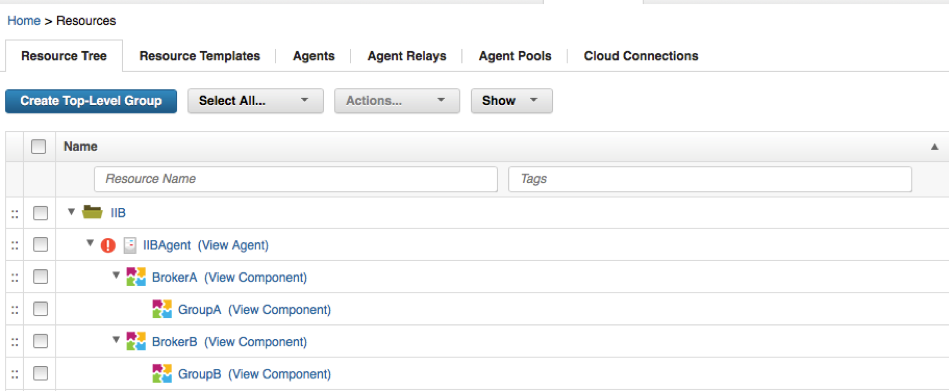 Home > Resources
Resource Tree Resource Templates Agents Agent Relays Agent Pools Cloud Connections
Create Top-Level Group Select All... Actions... Show
Name
Resource Name Tags
IIB
IIBAgent (View Agent)
BrokerA (View Component)
GroupA (View Component)
BrokerB (View Component)
GroupB (View Component)